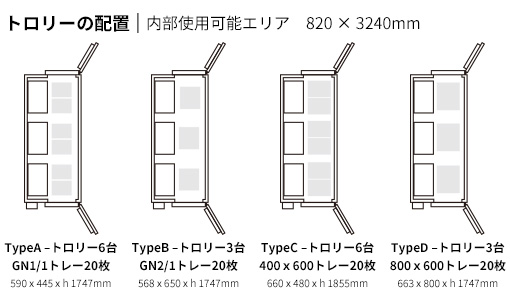 トロリーの配置 | 内部使用可能エリア 820 × 3240mm
TypeA –トロリー6台
GN1/1トレー20枚
590 x 445 x h 1747mm
TypeB –トロリー3台
GN2/1トレー20枚
568 x 650 x h 1747mm
TypeC –トロリー6台
400 x 600トレー20枚
660 x 480 x h 1855mm
TypeD –トロリー3台
800 x 600トレー20枚
663 x 800 x h 1747mm